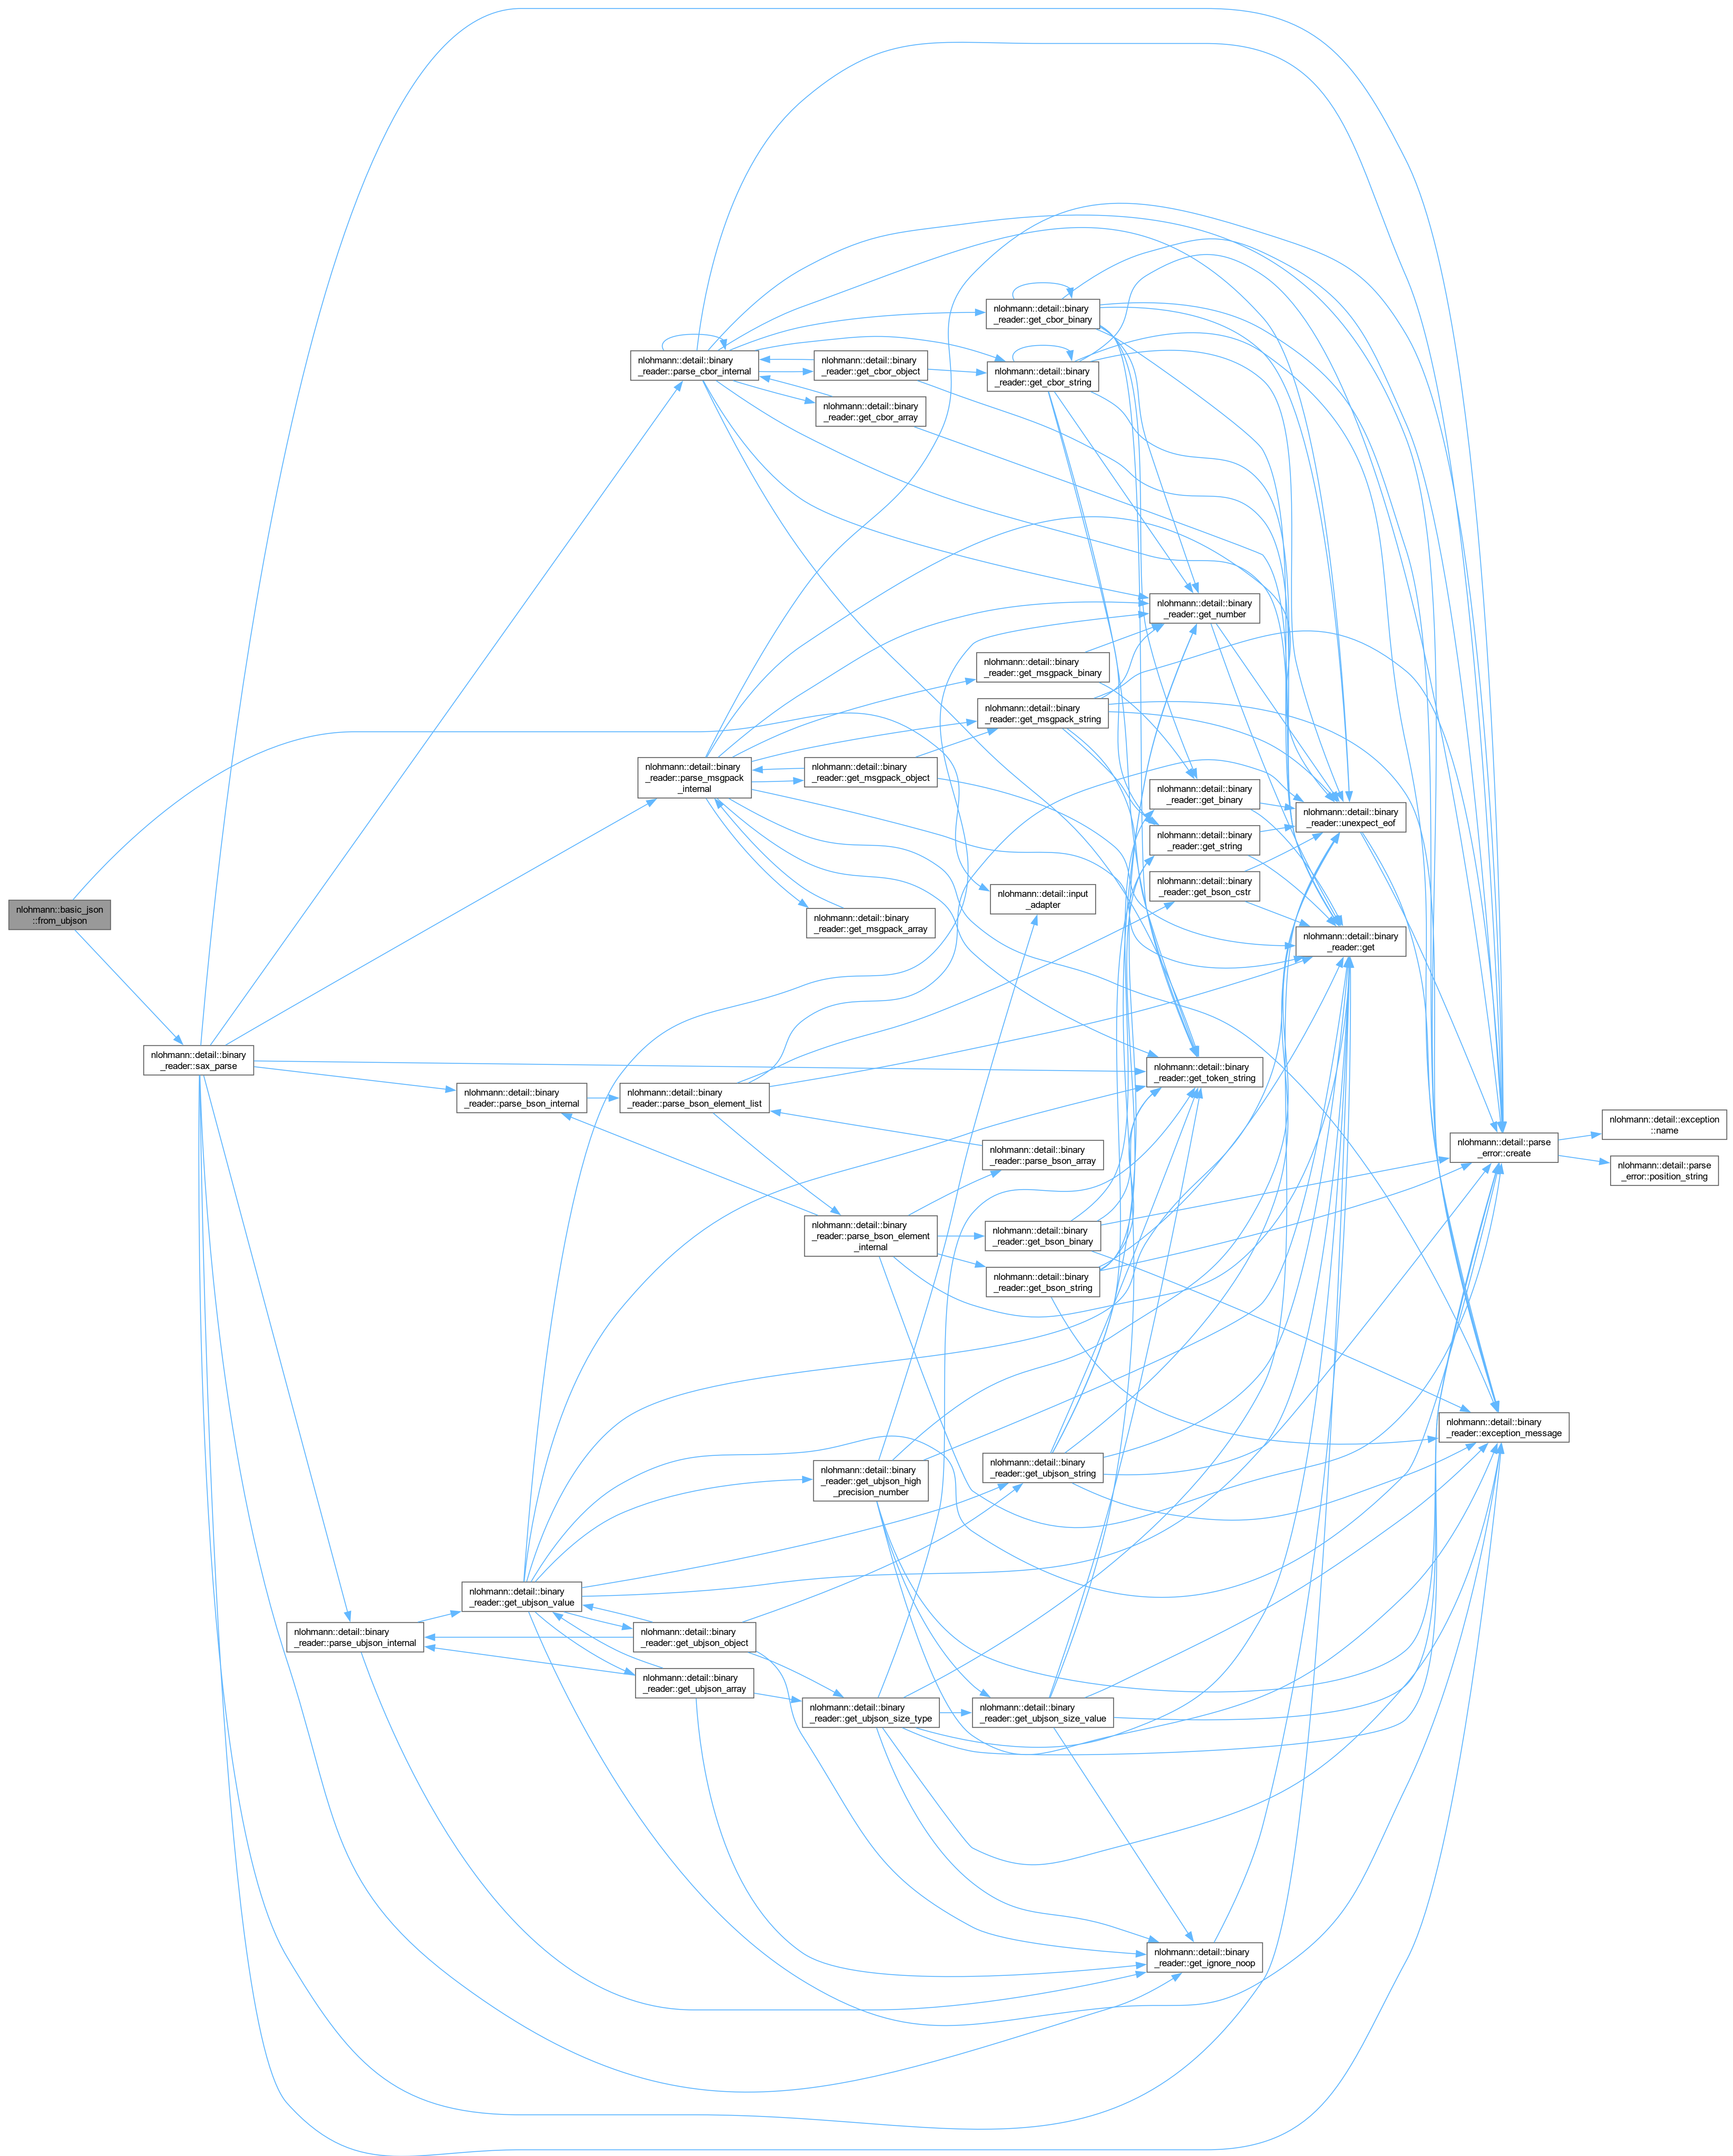 nlohmann::basic_json
::from_ubjson
nlohmann::detail::binary
_reader::sax_parse
nlohmann::detail::binary
_reader::parse_ubjson_internal
nlohmann::detail::binary
_reader::parse_bson_internal
nlohmann::detail::binary
_reader::get_ubjson_value
nlohmann::detail::binary
_reader::parse_cbor_internal
nlohmann::detail::binary
_reader::parse_msgpack
_internal
nlohmann::detail::binary
_reader::parse_bson_element_list
nlohmann::detail::binary
_reader::get_ubjson_object
nlohmann::detail::binary
_reader::get_ubjson_array
nlohmann::detail::binary
_reader::get_cbor_object
nlohmann::detail::binary
_reader::get_cbor_array
nlohmann::detail::binary
_reader::get_msgpack_object
nlohmann::detail::binary
_reader::get_msgpack_array
nlohmann::detail::binary
_reader::parse_bson_element
_internal
nlohmann::detail::binary
_reader::get_ubjson_high
_precision_number
nlohmann::detail::binary
_reader::get_ubjson_size_type
nlohmann::detail::binary
_reader::get_cbor_binary
nlohmann::detail::binary
_reader::get_cbor_string
nlohmann::detail::binary
_reader::get_msgpack_binary
nlohmann::detail::binary
_reader::get_msgpack_string
nlohmann::detail::input
_adapter
nlohmann::detail::binary
_reader::parse_bson_array
nlohmann::detail::binary
_reader::get_bson_binary
nlohmann::detail::binary
_reader::get_bson_string
nlohmann::detail::binary
_reader::get_ubjson_string
nlohmann::detail::binary
_reader::get_ubjson_size_value
nlohmann::detail::binary
_reader::get_number
nlohmann::detail::binary
_reader::get_binary
nlohmann::detail::binary
_reader::get_string
nlohmann::detail::binary
_reader::get_bson_cstr
nlohmann::detail::binary
_reader::get_token_string
nlohmann::detail::binary
_reader::get_ignore_noop
nlohmann::detail::binary
_reader::unexpect_eof
nlohmann::detail::binary
_reader::get
nlohmann::detail::parse
_error::create
nlohmann::detail::binary
_reader::exception_message
nlohmann::detail::exception
::name
nlohmann::detail::parse
_error::position_string